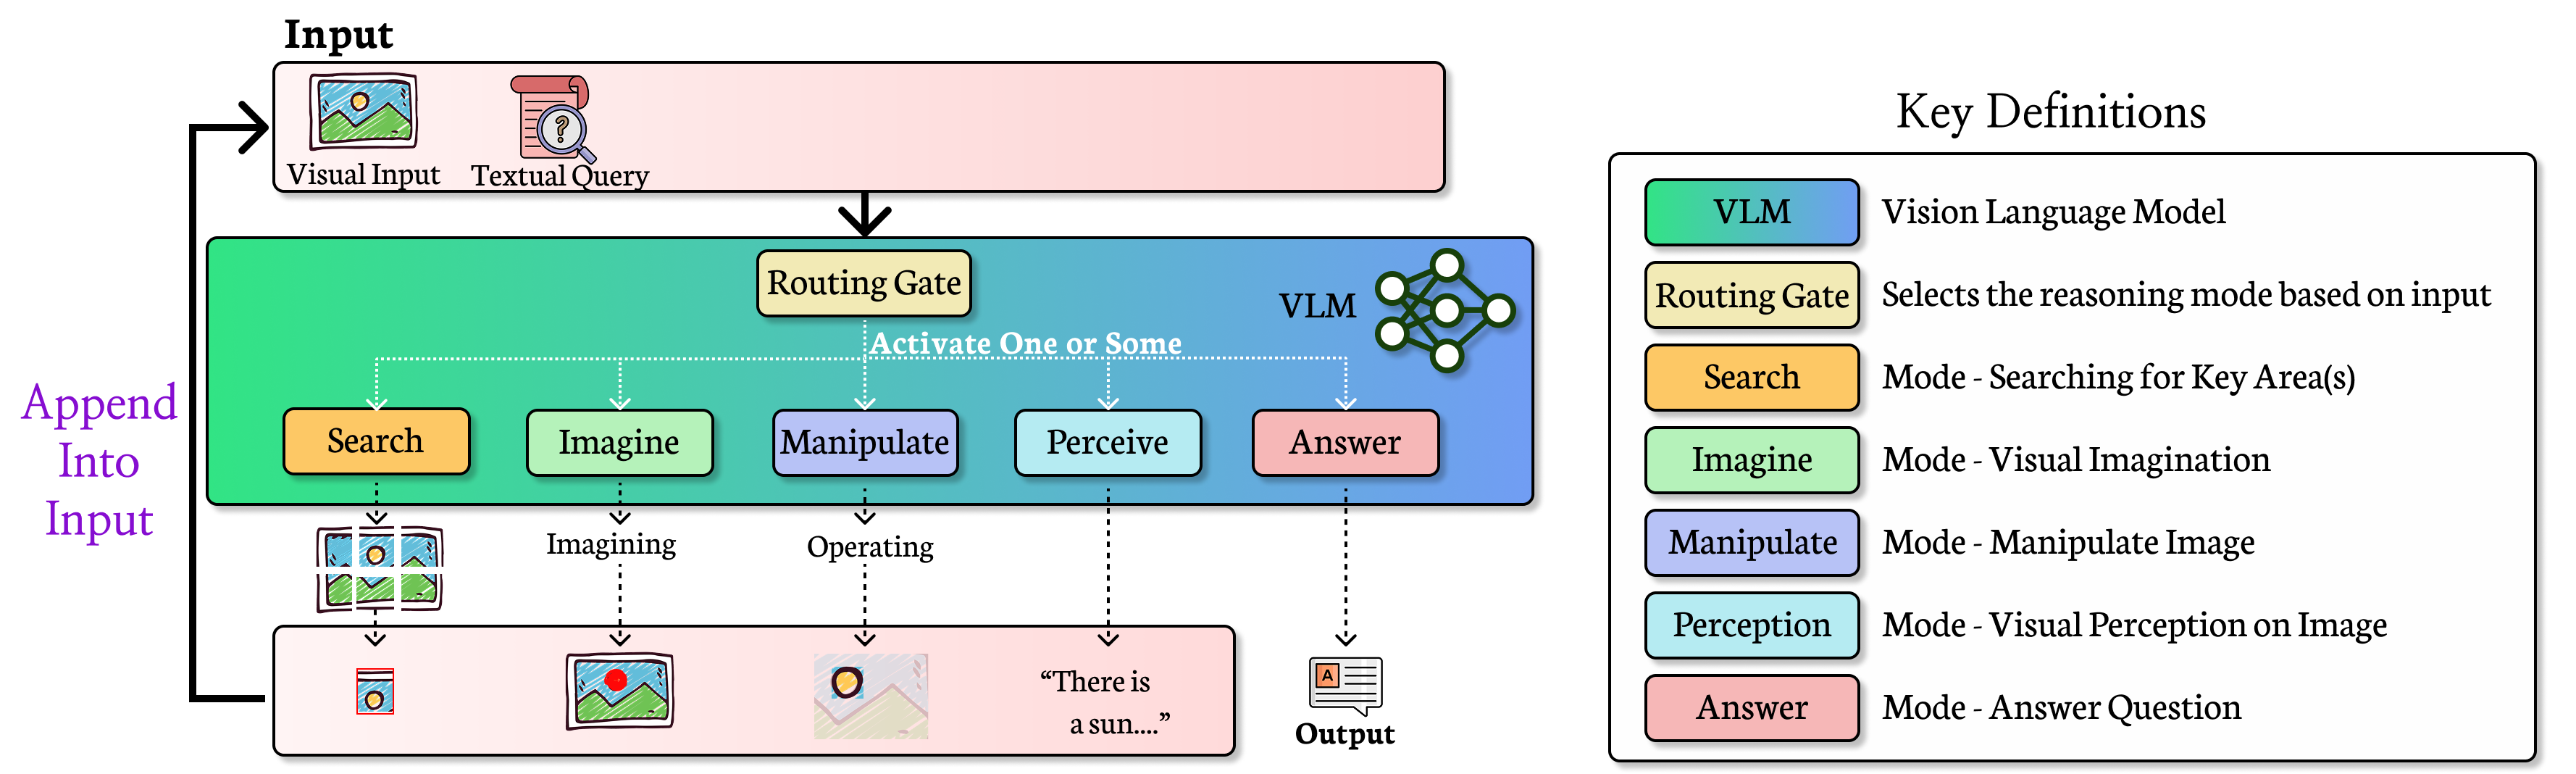 Input
Visual Input
Textual Query
?
Routing Gate
VLM
Activate One or Some
Search
Imagine
Manipulate
Perceive
Answer
Append
Into
Input
Imagining
Operating
“There is
a sun....”
A
Output
Key Definitions
VLM Vision Language Model
Routing Gate Selects the reasoning mode based on input
Search Mode - Searching for Key Area(s)
Imagine Mode - Visual Imagination
Manipulate Mode - Manipulate Image
Perception Mode - Visual Perception on Image
Answer Mode - Answer Question